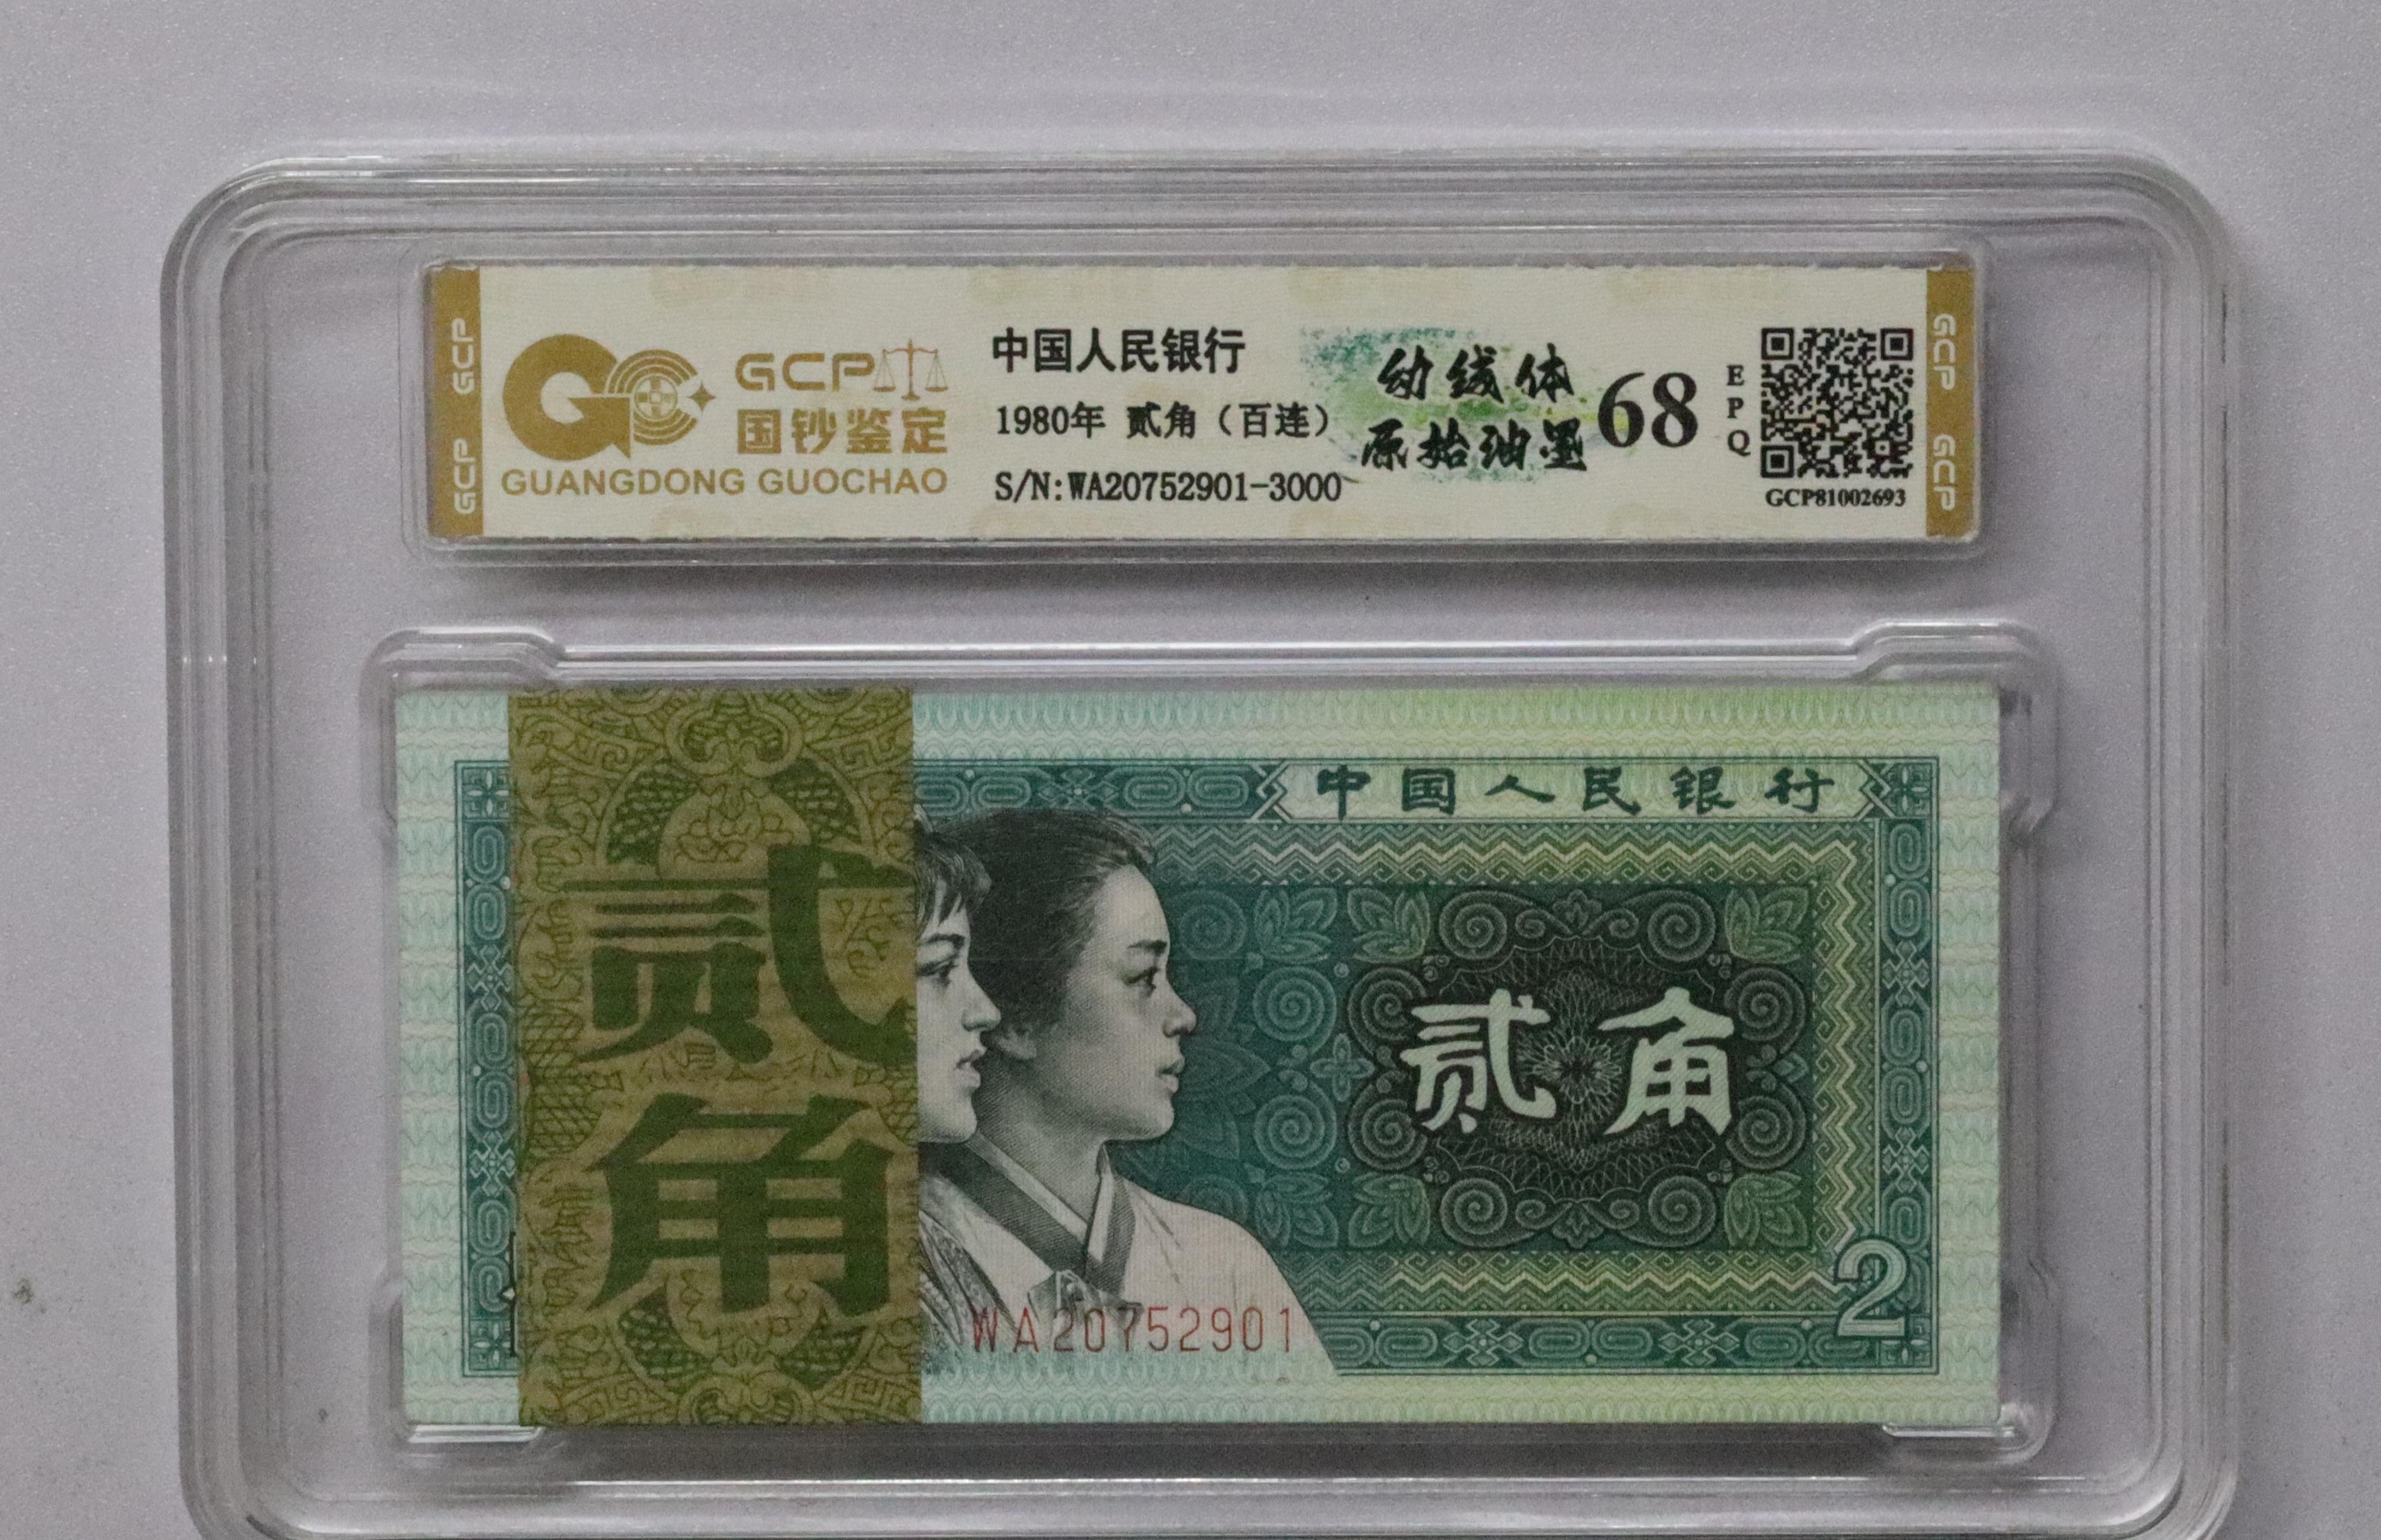 GCP
GCP
GCP
国钞鉴定
GUANGDONG GUOCHAO
中国人民银行
1980年 贰角（百连）
S/N:WA20752901-3000
幼线体
原始油墨
68
EPQ
GCP81002693
GCP
GCP
中国人民银行
贰角
贰角
WA20752901
2